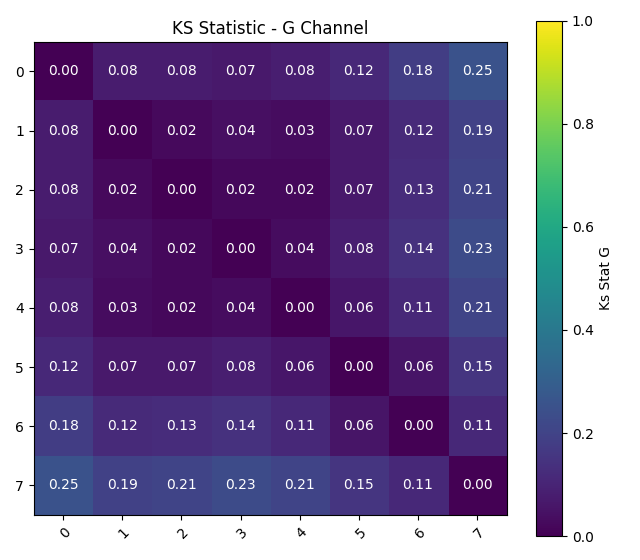 KS Statistic - G Channel
0 0.00 0.08 0.08 0.07 0.08 0.12 0.18 0.25
1 0.08 0.00 0.02 0.04 0.03 0.07 0.12 0.19
2 0.08 0.02 0.00 0.02 0.02 0.07 0.13 0.21
3 0.07 0.04 0.02 0.00 0.04 0.08 0.14 0.23
4 0.08 0.03 0.02 0.04 0.00 0.06 0.11 0.21
5 0.12 0.07 0.07 0.08 0.06 0.00 0.06 0.15
6 0.18 0.12 0.13 0.14 0.11 0.06 0.00 0.11
7 0.25 0.19 0.21 0.23 0.21 0.15 0.11 0.00
0 1 2 3 4 5 6 7
1.0
0.8
0.6
0.4
0.2
0.0
Ks Stat G